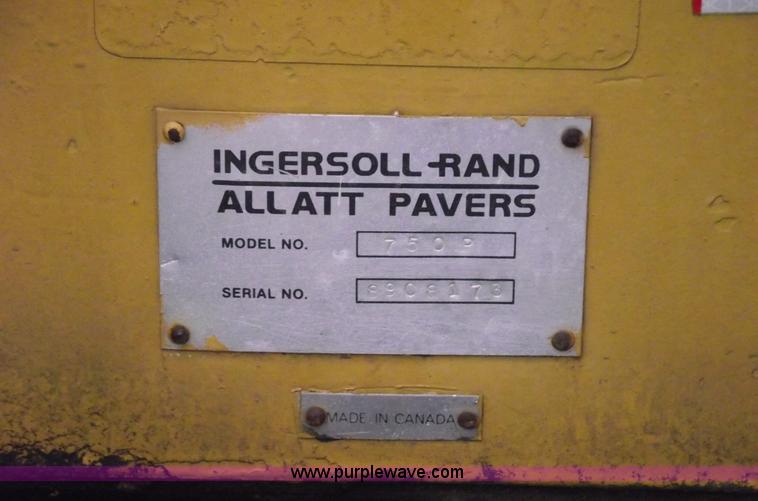 INGERSOLL-RAND
ALLATT PAVERS
MODEL NO. 750P
SERIAL NO. 8908173
MADE IN CANADA
www.purplewave.com